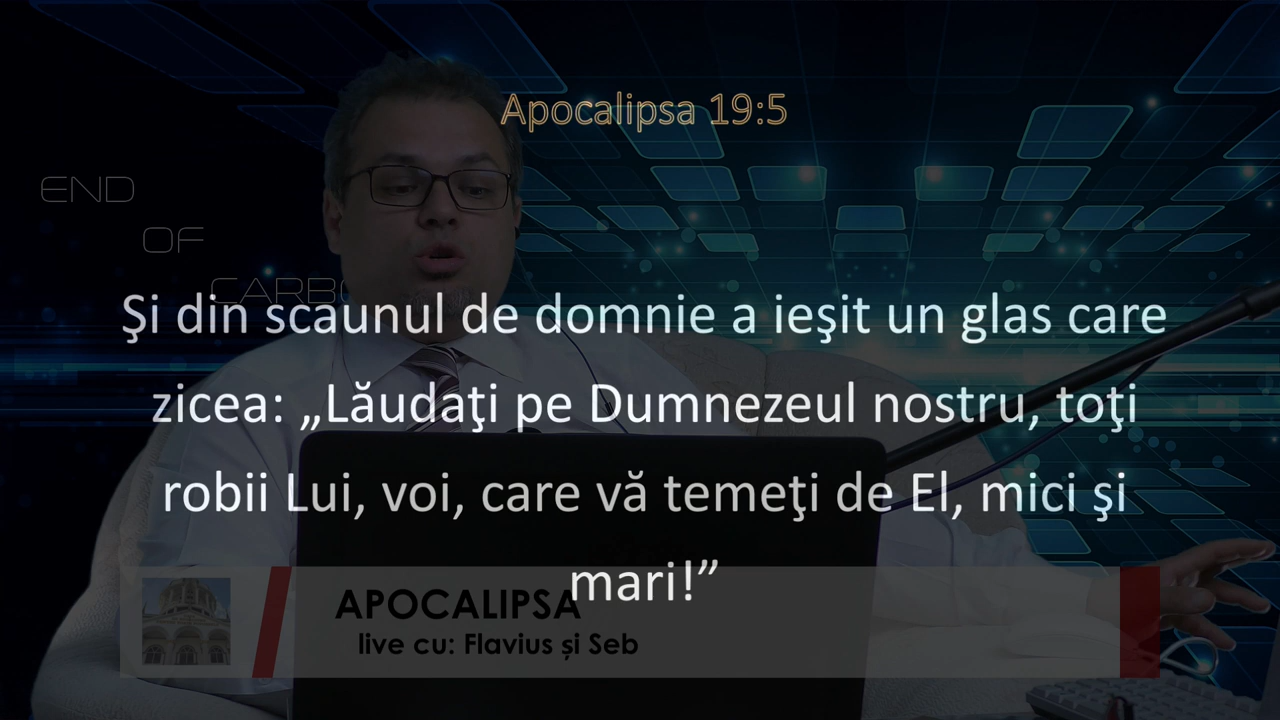 Apocalipsa 19:5
END
OF
CARBO
Şi din scaunul de domnie a ieşit un glas care
zicea: „Lăudaţi pe Dumnezeul nostru, toţi
robii Lui, voi, care vă temeţi de El, mici şi
mari!”
APOCALIPSA
live cu: Flavius și Seb